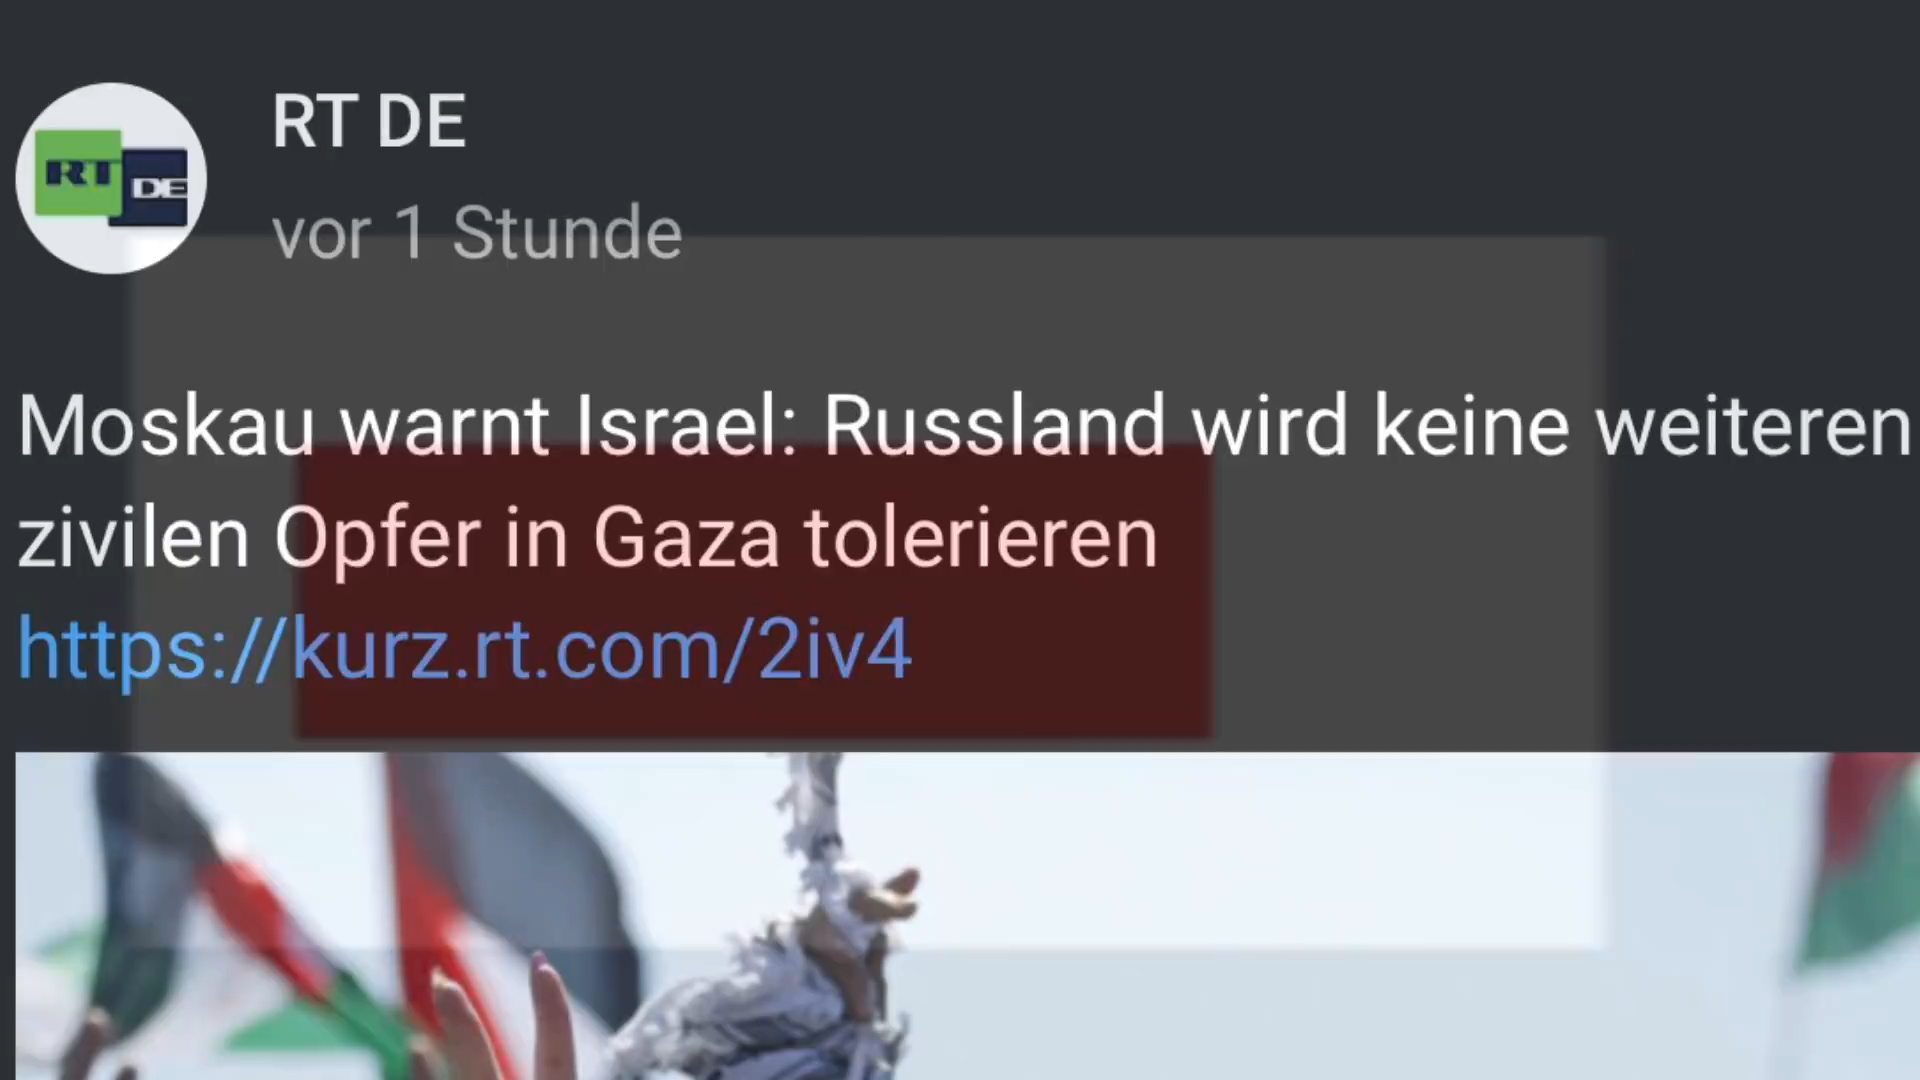 RT DE
RT DE
vor 1 Stunde
Moskau warnt Israel: Russland wird keine weiteren
zivilen Opfer in Gaza tolerieren
https://kurz.rt.com/2iv4